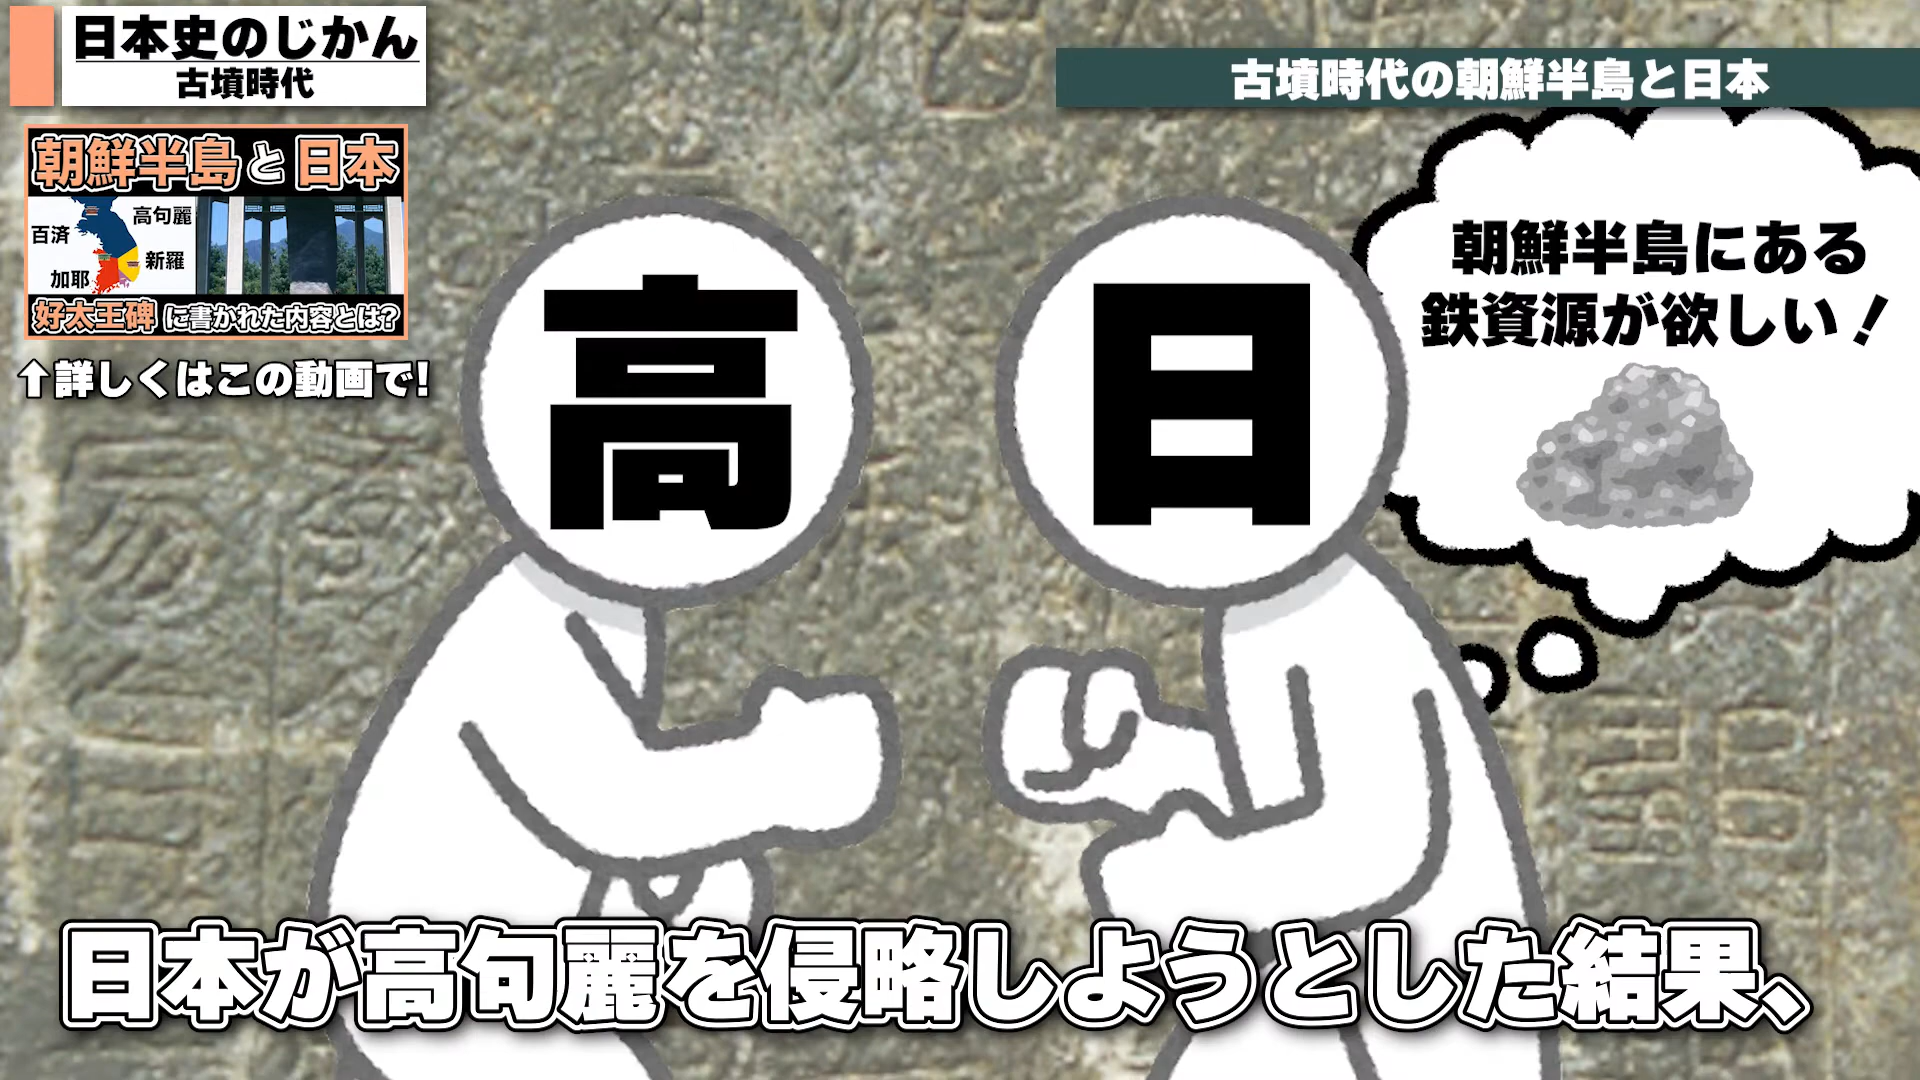 日本史のじかん
古墳時代
古墳時代の朝鮮半島と日本
朝鮮半島と日本
高句麗
百済
新羅
加耶
好太王碑に書かれた内容とは?
↑詳しくはこの動画で!
高
日
朝鮮半島にある
鉄資源が欲しい！
日本が高句麗を侵略しようとした結果、